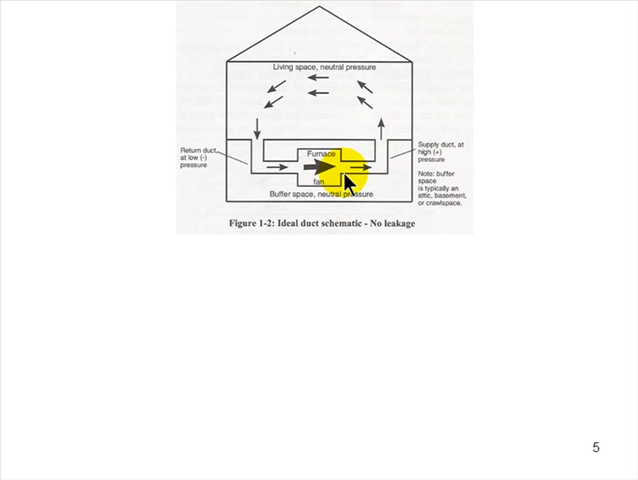 Living space, neutral pressure
Return duct,
at low (-)
pressure
Furnace
fan
Supply duct, at
high (+)
pressure
Note: buffer
space
is typically an
attic, basement,
or crawlspace.
Buffer space, neutral pressure
Figure 1-2: Ideal duct schematic - No leakage
5